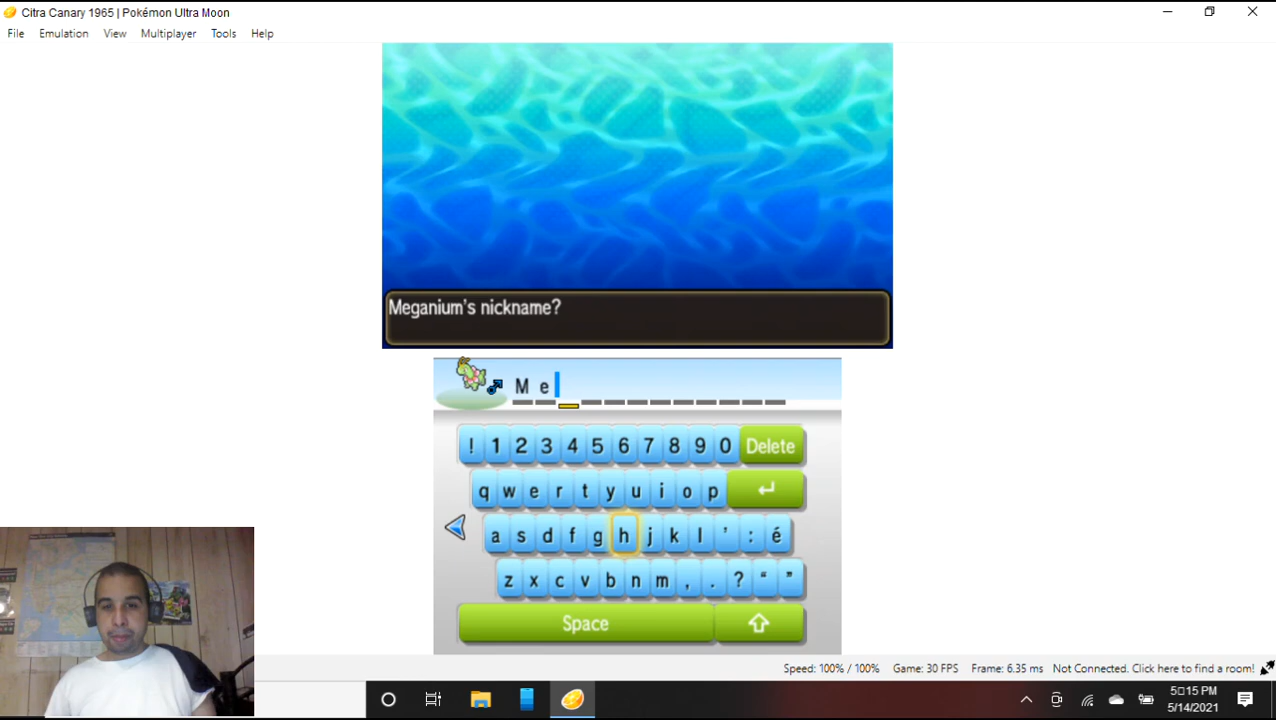 Citra Canary 1965 | Pokémon Ultra Moon
File Emulation View Multiplayer Tools Help
Meganium's nickname?
M e
! 1 2 3 4 5 6 7 8 9 0 Delete
q w e r t y u i o p
a s d f g h j k l ' : é
z x c v b n m , . ? “ ”
Space
Speed: 100% / 100% Game: 30 FPS Frame: 6.35 ms Not Connected. Click here to find a room!
5□15 PM
5/14/2021